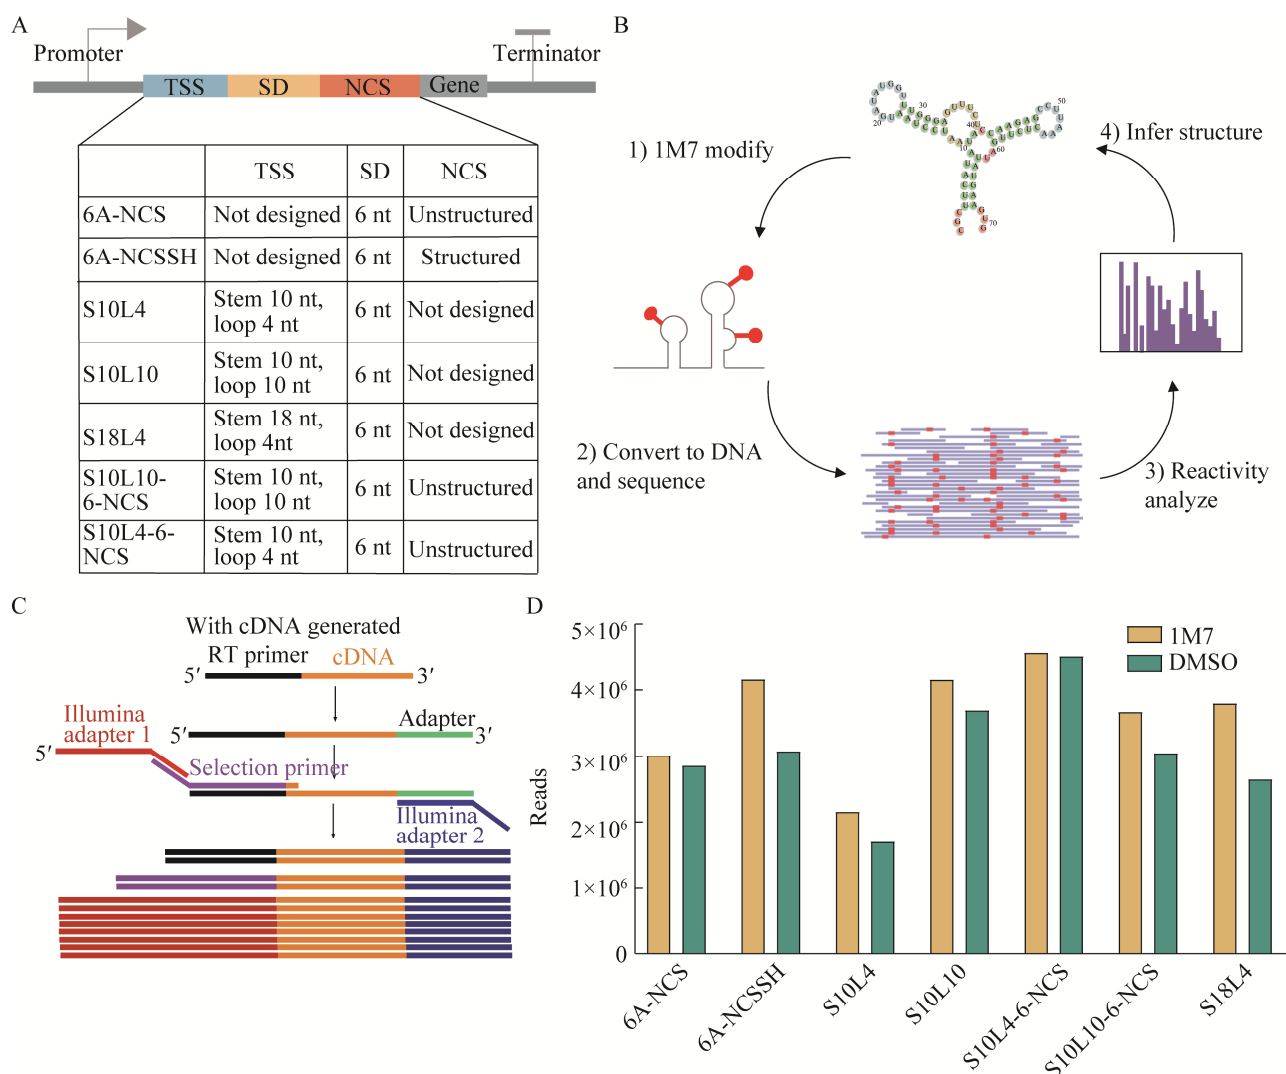 A
Promoter
Terminator
TSS SD NCS Gene
TSS SD NCS
6A-NCS Not designed 6 nt Unstructured
6A-NCSSH Not designed 6 nt Structured
S10L4 Stem 10 nt, loop 4 nt 6 nt Not designed
S10L10 Stem 10 nt, loop 10 nt 6 nt Not designed
S18L4 Stem 18 nt, loop 4nt 6 nt Not designed
S10L10-6-NCS Stem 10 nt, loop 10 nt 6 nt Unstructured
S10L4-6-NCS Stem 10 nt, loop 4 nt 6 nt Unstructured
B
1) 1M7 modify
2) Convert to DNA
and sequence
3) Reactivity
analyze
4) Infer structure
10
20
30
40
50
60
70
C
With cDNA generated
RT primer cDNA
5′ 3′
Illumina
adapter 1
Adapter
5′ 5′ 3′
Selection primer
Illumina
adapter 2
D
Reads
5×10⁶
4×10⁶
3×10⁶
2×10⁶
1×10⁶
0
1M7
DMSO
6A-NCS
6A-NCSSH
S10L4
S10L10
S10L4-6-NCS
S10L10-6-NCS
S18L4